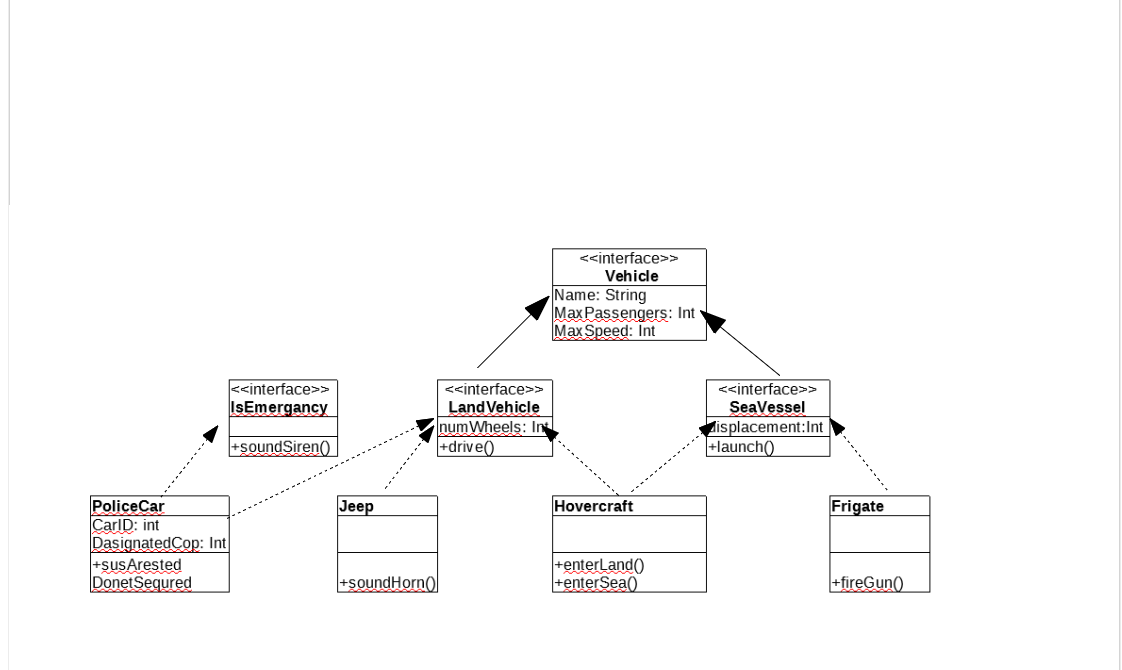 <<interface>>
Vehicle
Name: String
MaxPassengers: Int
MaxSpeed: Int
<<interface>>
IsEmergancy
+soundSiren()
<<interface>>
LandVehicle
numWheels: Int
+drive()
<<interface>>
SeaVessel
displacement:Int
+launch()
PoliceCar
CarID: int
DasignatedCop: Int
+susArested
DonetSequred
Jeep
+soundHorn()
Hovercraft
+enterLand()
+enterSea()
Frigate
+fireGun()